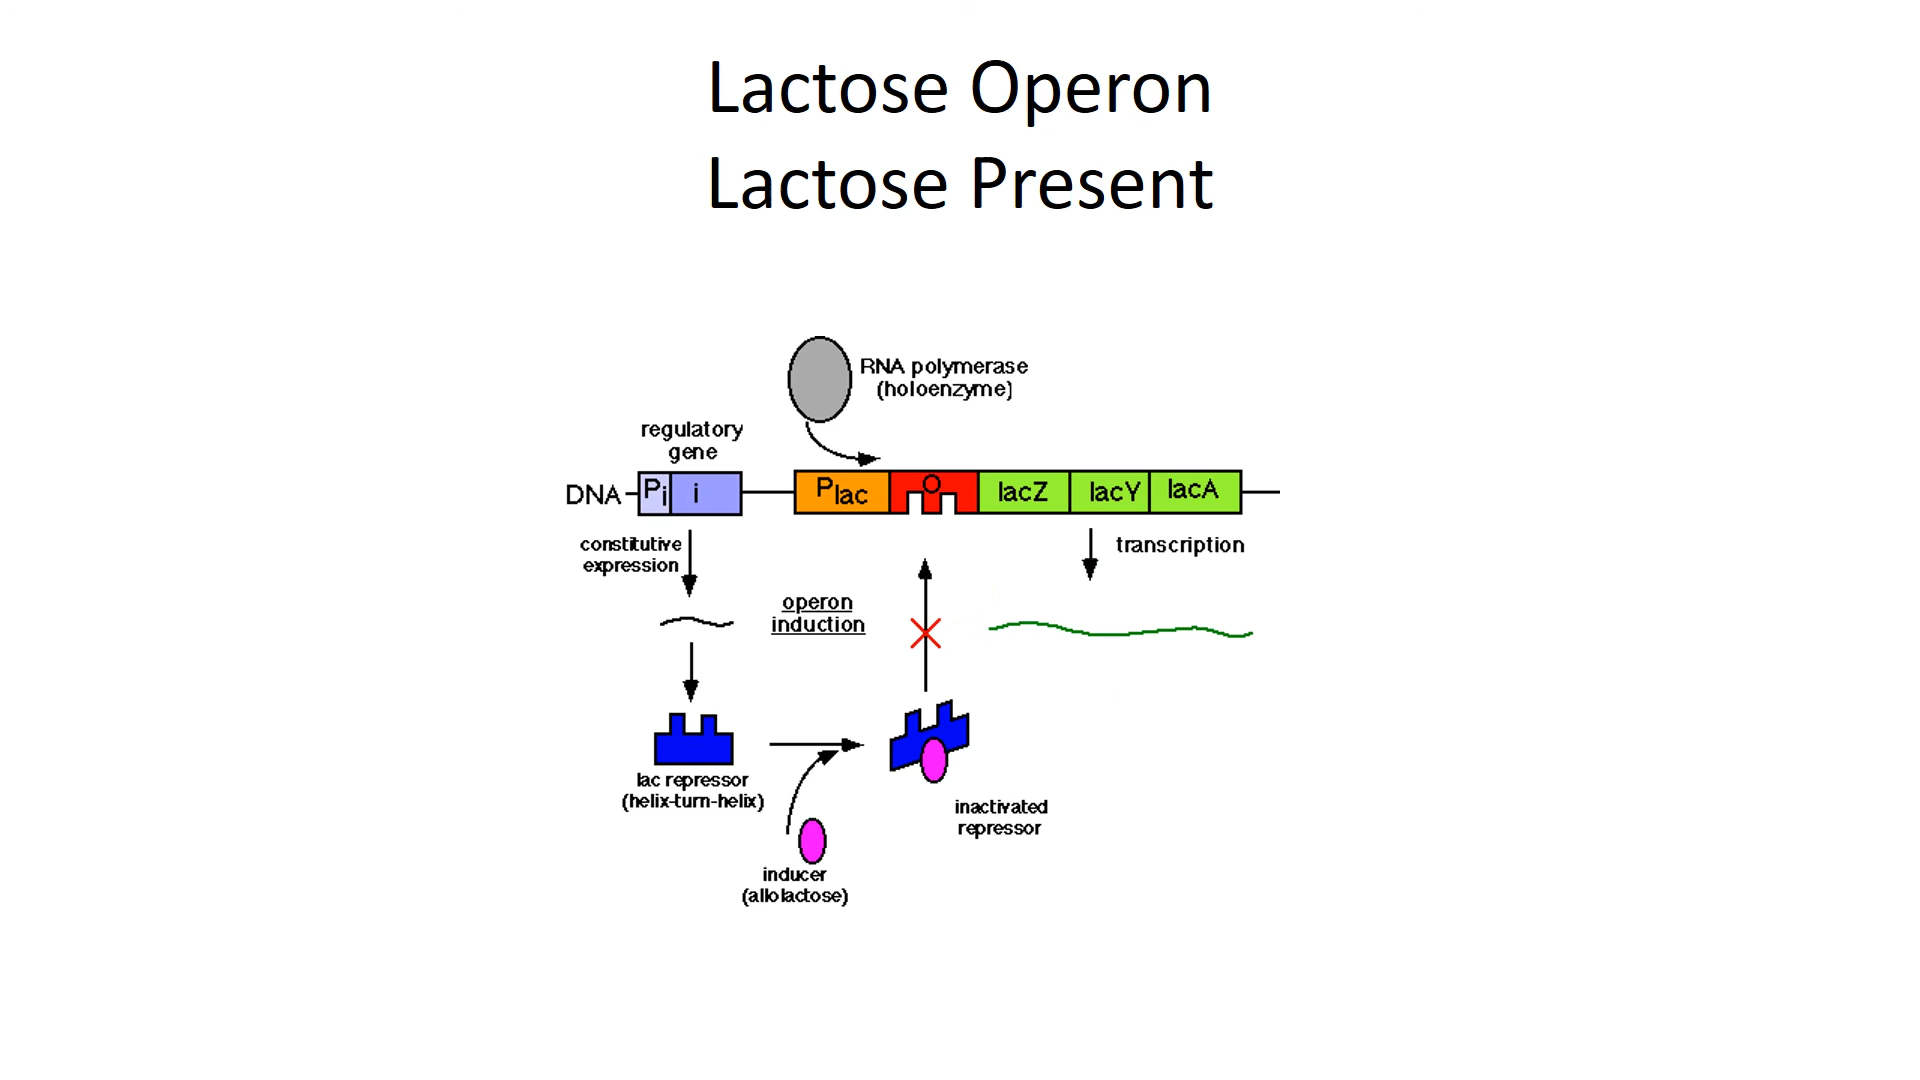 Lactose Operon
Lactose Present
RNA polymerase
(holoenzyme)
regulatory
gene
DNA
Pi
i
Plac
O
lacZ
lacY
lacA
constitutive
expression
transcription
operon
induction
lac repressor
(helix-turn-helix)
inactivated
repressor
inducer
(allolactose)